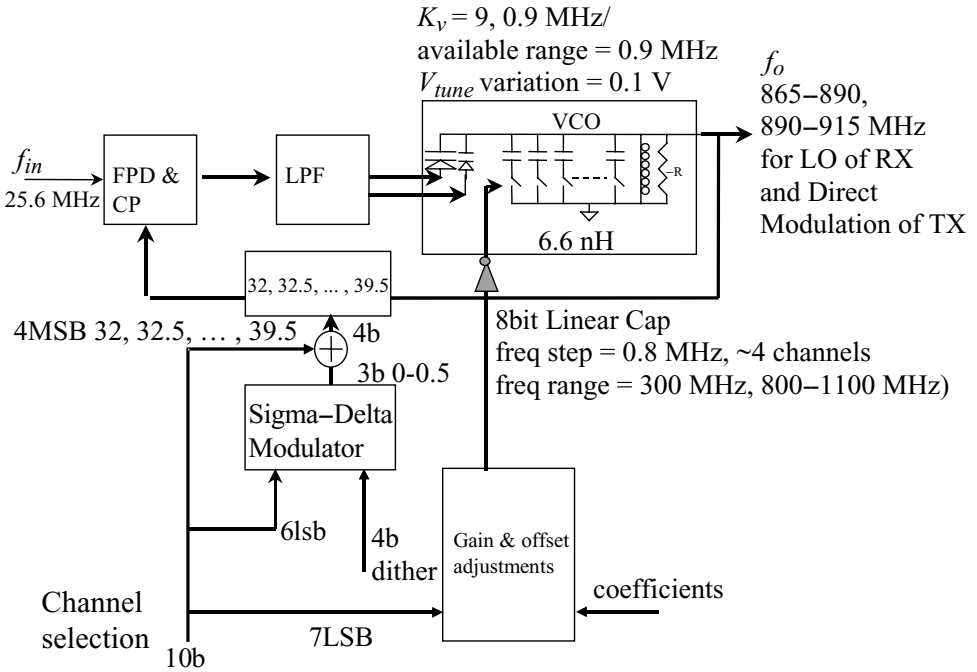 Kv = 9, 0.9 MHz/
available range = 0.9 MHz
Vtune variation = 0.1 V
fo
865–890,
890–915 MHz
for LO of RX
and Direct
Modulation of TX
VCO
–R
6.6 nH
fin
25.6 MHz
FPD &
CP
LPF
32, 32.5, ... , 39.5
4MSB 32, 32.5, ... , 39.5
4b
3b 0-0.5
8bit Linear Cap
freq step = 0.8 MHz, ~4 channels
freq range = 300 MHz, 800–1100 MHz)
Sigma–Delta
Modulator
6lsb
4b
dither
Gain & offset
adjustments
coefficients
Channel
selection
10b
7LSB